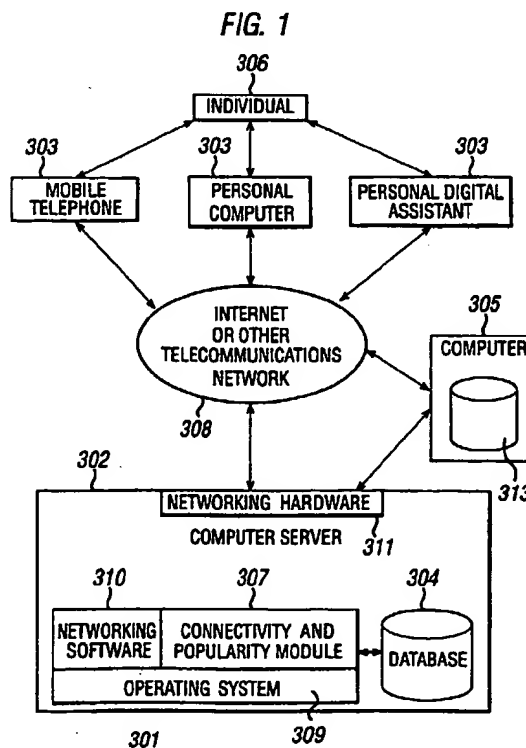 FIG. 1
306
INDIVIDUAL
303
303
303
MOBILE
TELEPHONE
PERSONAL
COMPUTER
PERSONAL DIGITAL
ASSISTANT
INTERNET
OR OTHER
TELECOMMUNICATIONS
NETWORK
308
305
COMPUTER
313
302
NETWORKING HARDWARE
COMPUTER SERVER
311
310
307
304
NETWORKING
SOFTWARE
CONNECTIVITY AND
POPULARITY MODULE
DATABASE
OPERATING SYSTEM
301
309